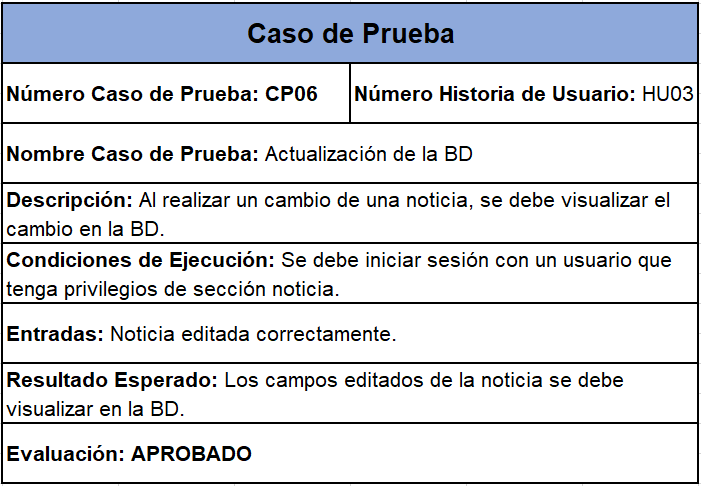 Caso de Prueba
Número Caso de Prueba: CP06
Número Historia de Usuario: HU03
Nombre Caso de Prueba: Actualización de la BD
Descripción: Al realizar un cambio de una noticia, se debe visualizar el
cambio en la BD.
Condiciones de Ejecución: Se debe iniciar sesión con un usuario que
tenga privilegios de sección noticia.
Entradas: Noticia editada correctamente.
Resultado Esperado: Los campos editados de la noticia se debe
visualizar en la BD.
Evaluación: APROBADO